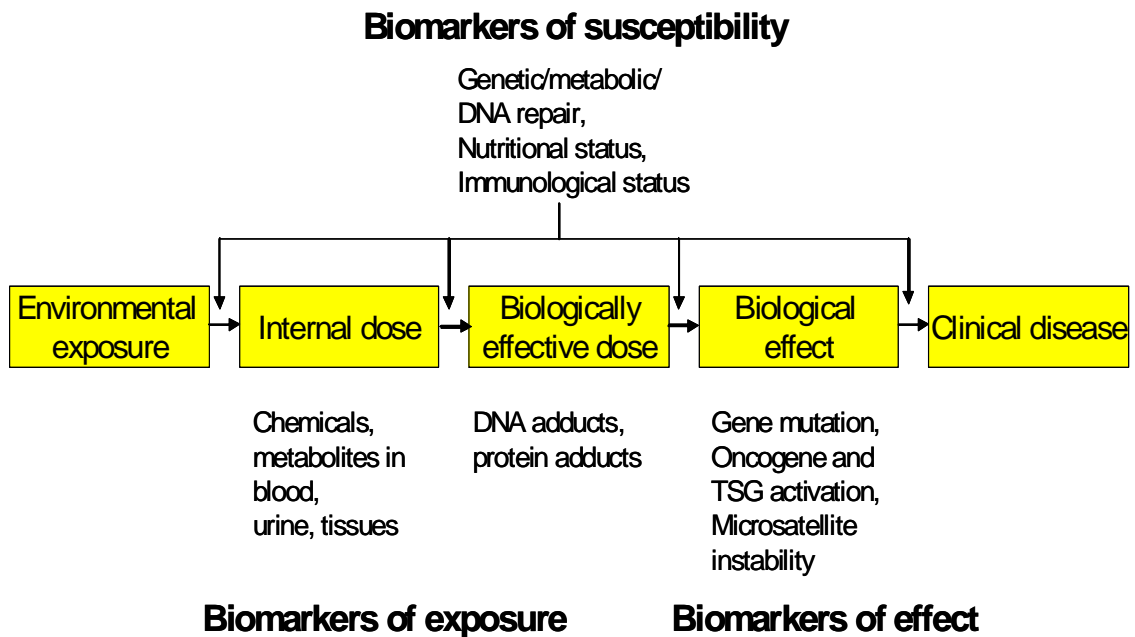 Biomarkers of susceptibility
Genetic/metabolic/
DNA repair,
Nutritional status,
Immunological status
Environmental
exposure
Internal dose
Biologically
effective dose
Biological
effect
Clinical disease
Chemicals,
metabolites in
blood,
urine, tissues
DNA adducts,
protein adducts
Gene mutation,
Oncogene and
TSG activation,
Microsatellite
instability
Biomarkers of exposure
Biomarkers of effect